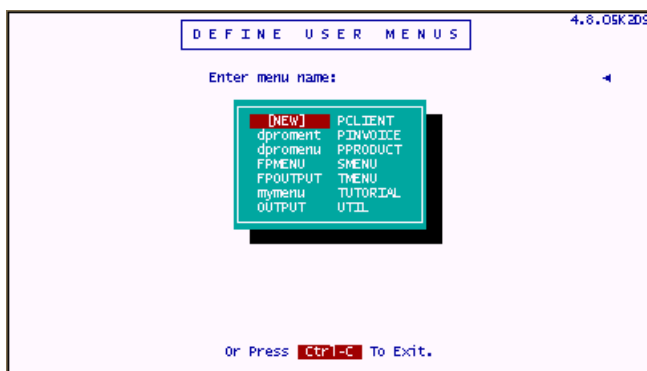 4.8.05K2D9
DEFINE USER MENUS
Enter menu name:
[NEW] PCLIENT
dproment PINVOICE
dpromenu PPRODUCT
FPMENU SMENU
FPOUTPUT TMENU
mymenu TUTORIAL
OUTPUT UTIL
Or Press Ctrl-C To Exit.